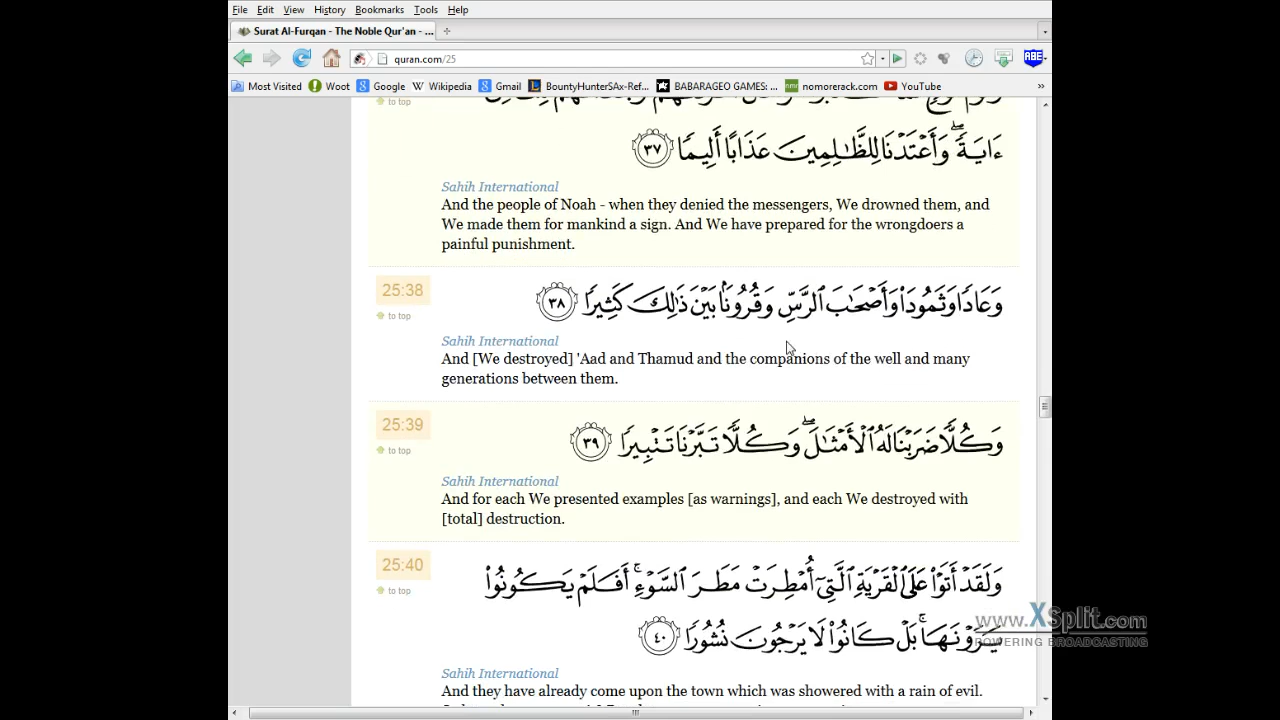 File Edit View History Bookmarks Tools Help
Surat Al-Furqan - The Noble Qur'an - ...
quran.com/25
Most Visited Woot Google Wikipedia Gmail BountyHunterSAx-Ref... BABARAGEO GAMES: ... nomorerack.com YouTube »
to top
ءَايَةً ۖ وَأَعْتَدْنَا لِلظَّـٰلِمِينَ عَذَابًا أَلِيمًا ٣٧
Sahih International
And the people of Noah - when they denied the messengers, We drowned them, and
We made them for mankind a sign. And We have prepared for the wrongdoers a
painful punishment.
25:38
وَعَادًا وَثَمُودَا۟ وَأَصْحَـٰبَ ٱلرَّسِّ وَقُرُونًۢا بَيْنَ ذَٰلِكَ كَثِيرًا ٣٨
to top
Sahih International
And [We destroyed] 'Aad and Thamud and the companions of the well and many
generations between them.
25:39
وَكُلًّا ضَرَبْنَا لَهُ ٱلْأَمْثَـٰلَ ۖ وَكُلًّا تَبَّرْنَا تَتْبِيرًا ٣٩
to top
Sahih International
And for each We presented examples [as warnings], and each We destroyed with
[total] destruction.
25:40
وَلَقَدْ أَتَوْا۟ عَلَى ٱلْقَرْيَةِ ٱلَّتِىٓ أُمْطِرَتْ مَطَرَ ٱلسَّوْءِ ۚ أَفَلَمْ يَكُونُوا۟
to top
يَرَوْنَهَا ۚ بَلْ كَانُوا۟ لَا يَرْجُونَ نُشُورًا ٤٠
www.XSplit.com
POWERING BROADCASTING
Sahih International
And they have already come upon the town which was showered with a rain of evil.